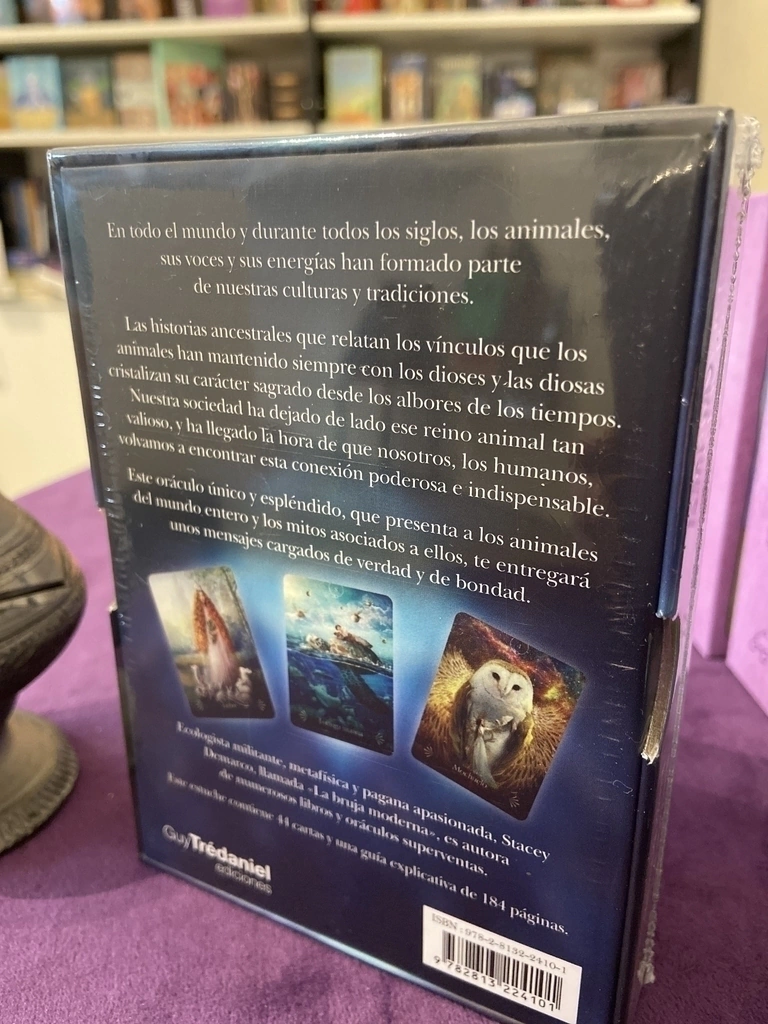 En todo el mundo y durante todos los siglos, los animales,
sus voces y sus energías han formado parte
de nuestras culturas y tradiciones.
Las historias ancestrales que relatan los vínculos que los
animales han mantenido siempre con los dioses y las diosas
cristalizan su carácter sagrado desde los albores de los tiempos.
Nuestra sociedad ha dejado de lado ese reino animal tan
valioso, y ha llegado la hora de que nosotros, los humanos,
volvamos a encontrar esta conexión poderosa e indispensable.
Este oráculo único y espléndido, que presenta a los animales
del mundo entero y los mitos asociados a ellos, te entregará
unos mensajes cargados de verdad y de bondad.
Mochuelo
Ecologista militante, metafísica y pagana apasionada, Stacey
Demarco, llamada «La bruja moderna», es autora
de numerosos libros y oráculos superventas.
Este estuche contiene 44 cartas y una guía explicativa de 184 páginas.
GuyTrédaniel
ediciones
ISBN : 978-2-8132-2410-1
9 782813 224101